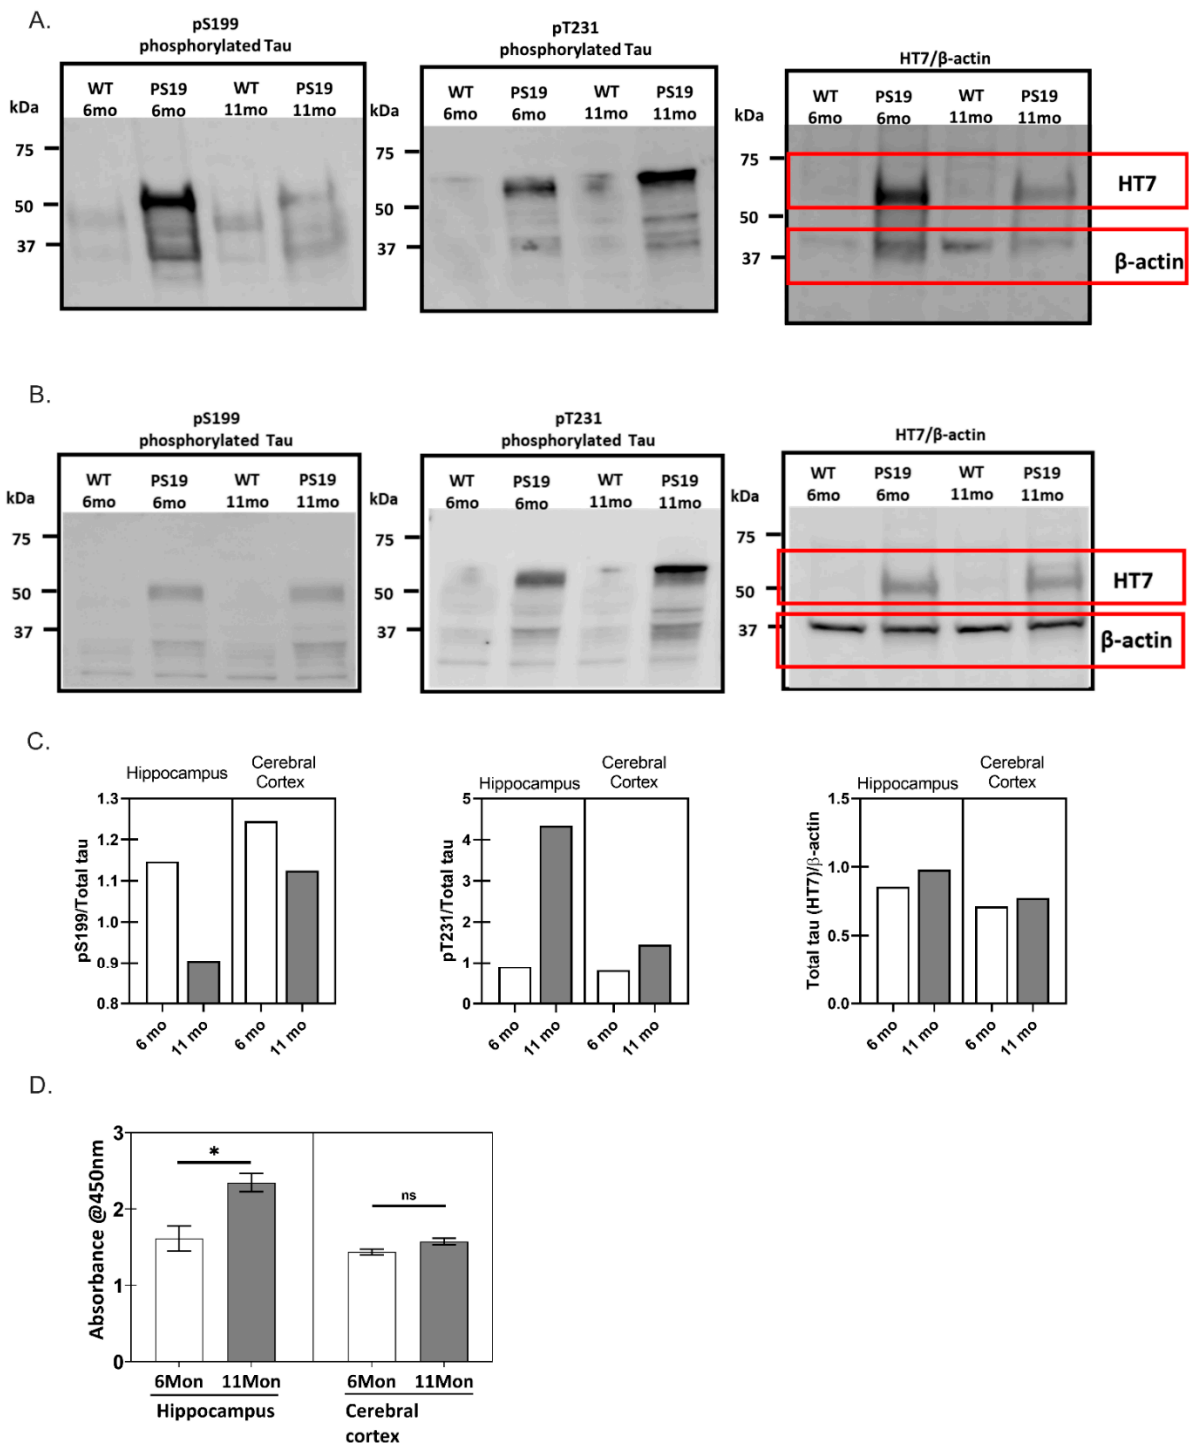 A.
pS199
phosphorylated Tau
kDa
WT
6mo
PS19
6mo
WT
11mo
PS19
11mo
75
50
37
pT231
phosphorylated Tau
kDa
WT
6mo
PS19
6mo
WT
11mo
PS19
11mo
75
50
37
HT7/β-actin
kDa
WT
6mo
PS19
6mo
WT
11mo
PS19
11mo
75
50
37
HT7
β-actin
B.
pS199
phosphorylated Tau
kDa
WT
6mo
PS19
6mo
WT
11mo
PS19
11mo
75
50
37
pT231
phosphorylated Tau
kDa
WT
6mo
PS19
6mo
WT
11mo
PS19
11mo
75
50
37
HT7/β-actin
kDa
WT
6mo
PS19
6mo
WT
11mo
PS19
11mo
75
50
37
HT7
β-actin
C.
Hippocampus
Cerebral
Cortex
pS199/Total tau
1.3
1.2
1.1
1.0
0.9
0.8
6 mo
11 mo
6 mo
11 mo
Hippocampus
Cerebral
Cortex
pT231/Total tau
5
4
3
2
1
0
6 mo
11 mo
6 mo
11 mo
Hippocampus
Cerebral
Cortex
Total tau (HT7)/β-actin
1.5
1.0
0.5
0.0
6 mo
11 mo
6 mo
11 mo
D.
Absorbance @450nm
3
2
1
0
*
ns
6Mon 11Mon
Hippocampus
6Mon 11Mon
Cerebral
cortex